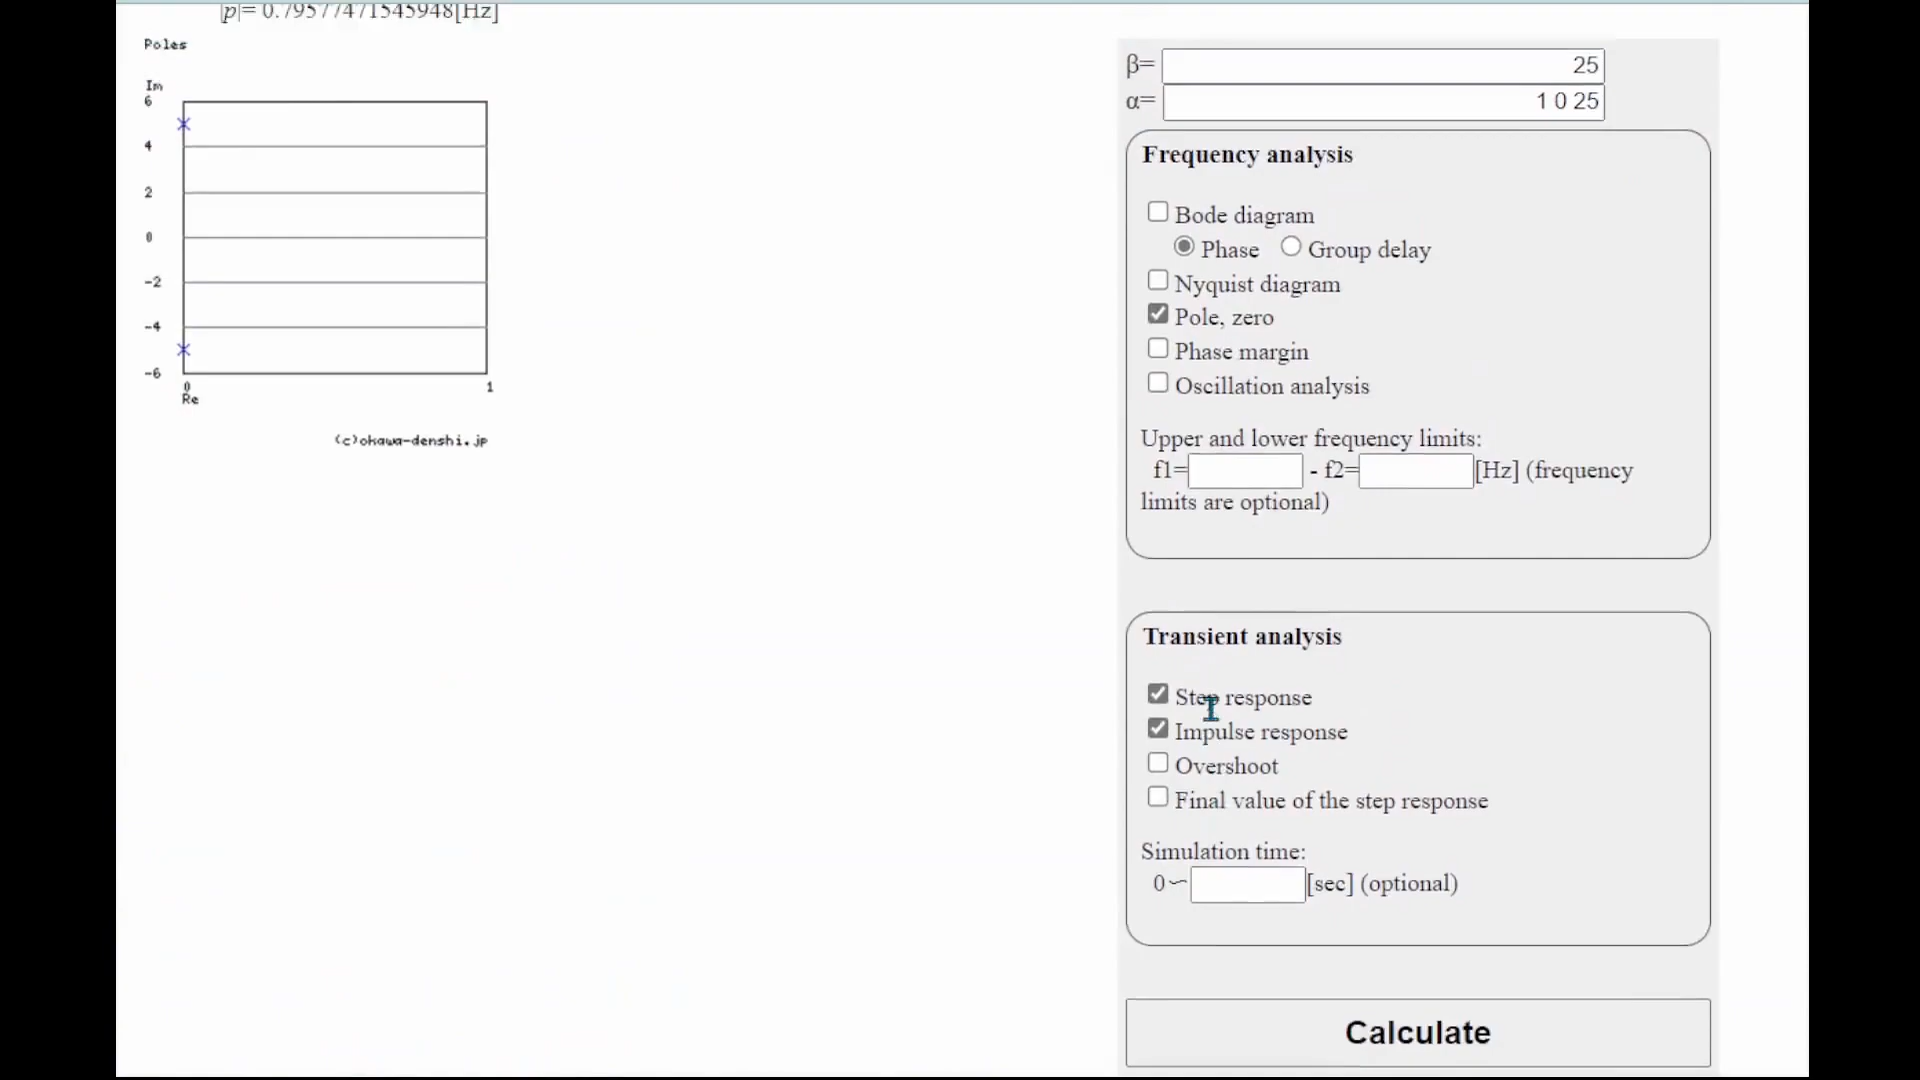 |p|= 0.79577471545948[Hz]
Poles
Im
6
4
2
0
-2
-4
-6
0
1
Re
(c)okawa-denshi.jp
β= 25
α= 1 0 25
Frequency analysis
Bode diagram
Phase Group delay
Nyquist diagram
Pole, zero
Phase margin
Oscillation analysis
Upper and lower frequency limits:
f1= - f2= [Hz] (frequency
limits are optional)
Transient analysis
Step response
Impulse response
Overshoot
Final value of the step response
Simulation time:
0∼ [sec] (optional)
Calculate